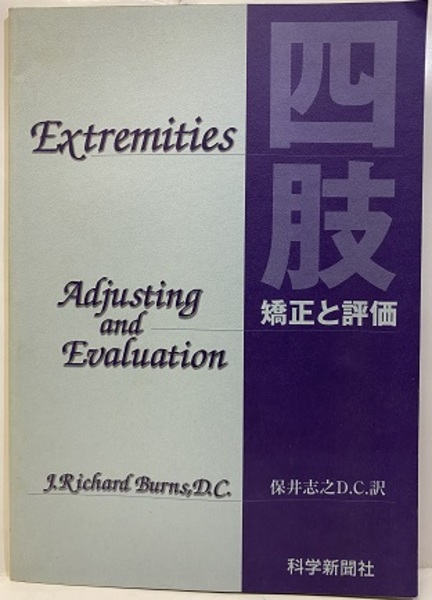 四肢
Extremities
Adjusting
and
Evaluation
矯正と評価
J.Richard Burns,D.C.
保井志之D.C.訳
科学新聞社